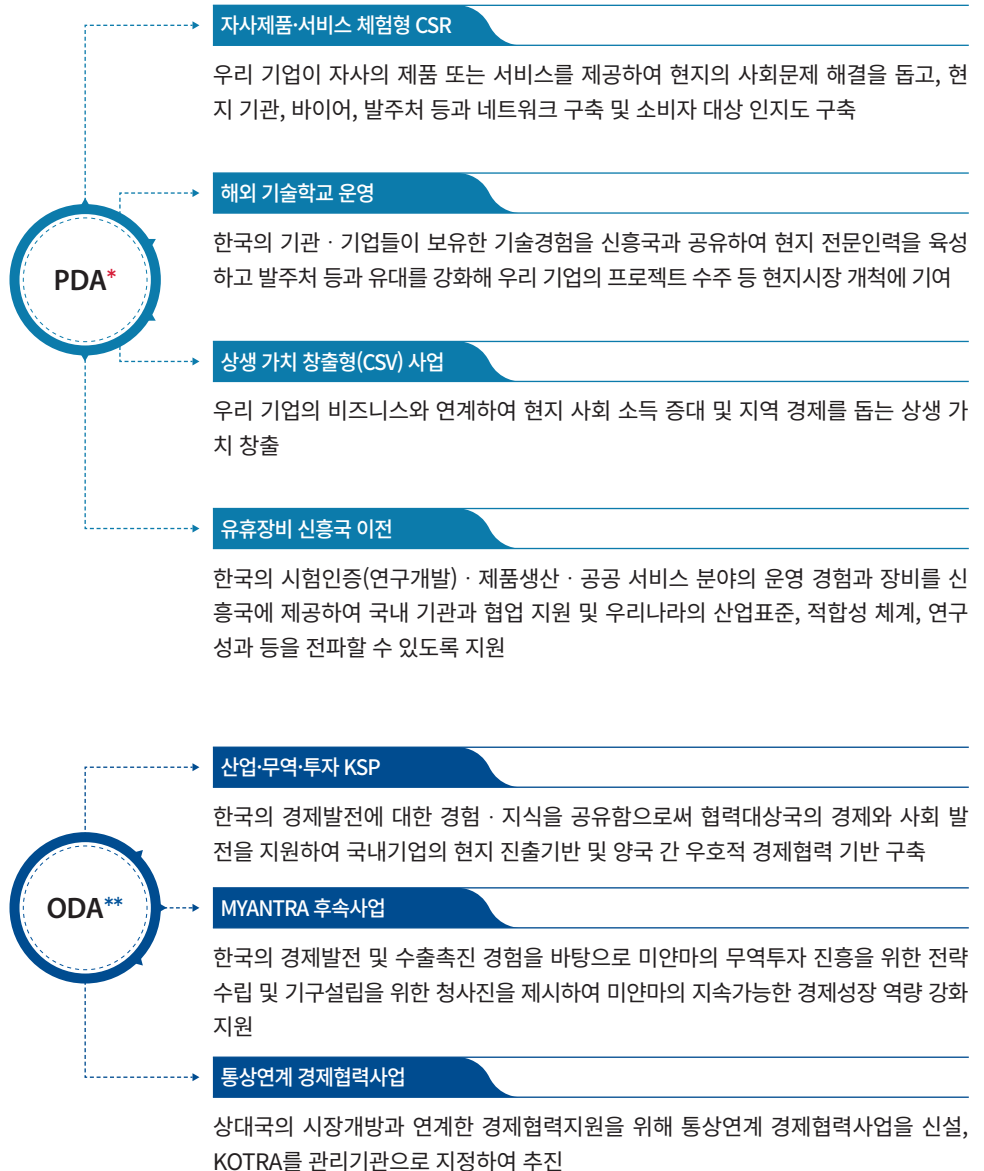 자사제품·서비스 체험형 CSR
우리 기업이 자사의 제품 또는 서비스를 제공하여 현지의 사회문제 해결을 돕고, 현
지 기관, 바이어, 발주처 등과 네트워크 구축 및 소비자 대상 인지도 구축
해외 기술학교 운영
한국의 기관 · 기업들이 보유한 기술경험을 신흥국과 공유하여 현지 전문인력을 육성
하고 발주처 등과 유대를 강화해 우리 기업의 프로젝트 수주 등 현지시장 개척에 기여
PDA*
상생 가치 창출형(CSV) 사업
우리 기업의 비즈니스와 연계하여 현지 사회 소득 증대 및 지역 경제를 돕는 상생 가
치 창출
유휴장비 신흥국 이전
한국의 시험인증(연구개발) · 제품생산 · 공공 서비스 분야의 운영 경험과 장비를 신
흥국에 제공하여 국내 기관과 협업 지원 및 우리나라의 산업표준, 적합성 체계, 연구
성과 등을 전파할 수 있도록 지원
산업·무역·투자 KSP
한국의 경제발전에 대한 경험 · 지식을 공유함으로써 협력대상국의 경제와 사회 발
전을 지원하여 국내기업의 현지 진출기반 및 양국 간 우호적 경제협력 기반 구축
ODA**
MYANTRA 후속사업
한국의 경제발전 및 수출촉진 경험을 바탕으로 미얀마의 무역투자 진흥을 위한 전략
수립 및 기구설립을 위한 청사진을 제시하여 미얀마의 지속가능한 경제성장 역량 강화
지원
통상연계 경제협력사업
상대국의 시장개방과 연계한 경제협력지원을 위해 통상연계 경제협력사업을 신설,
KOTRA를 관리기관으로 지정하여 추진